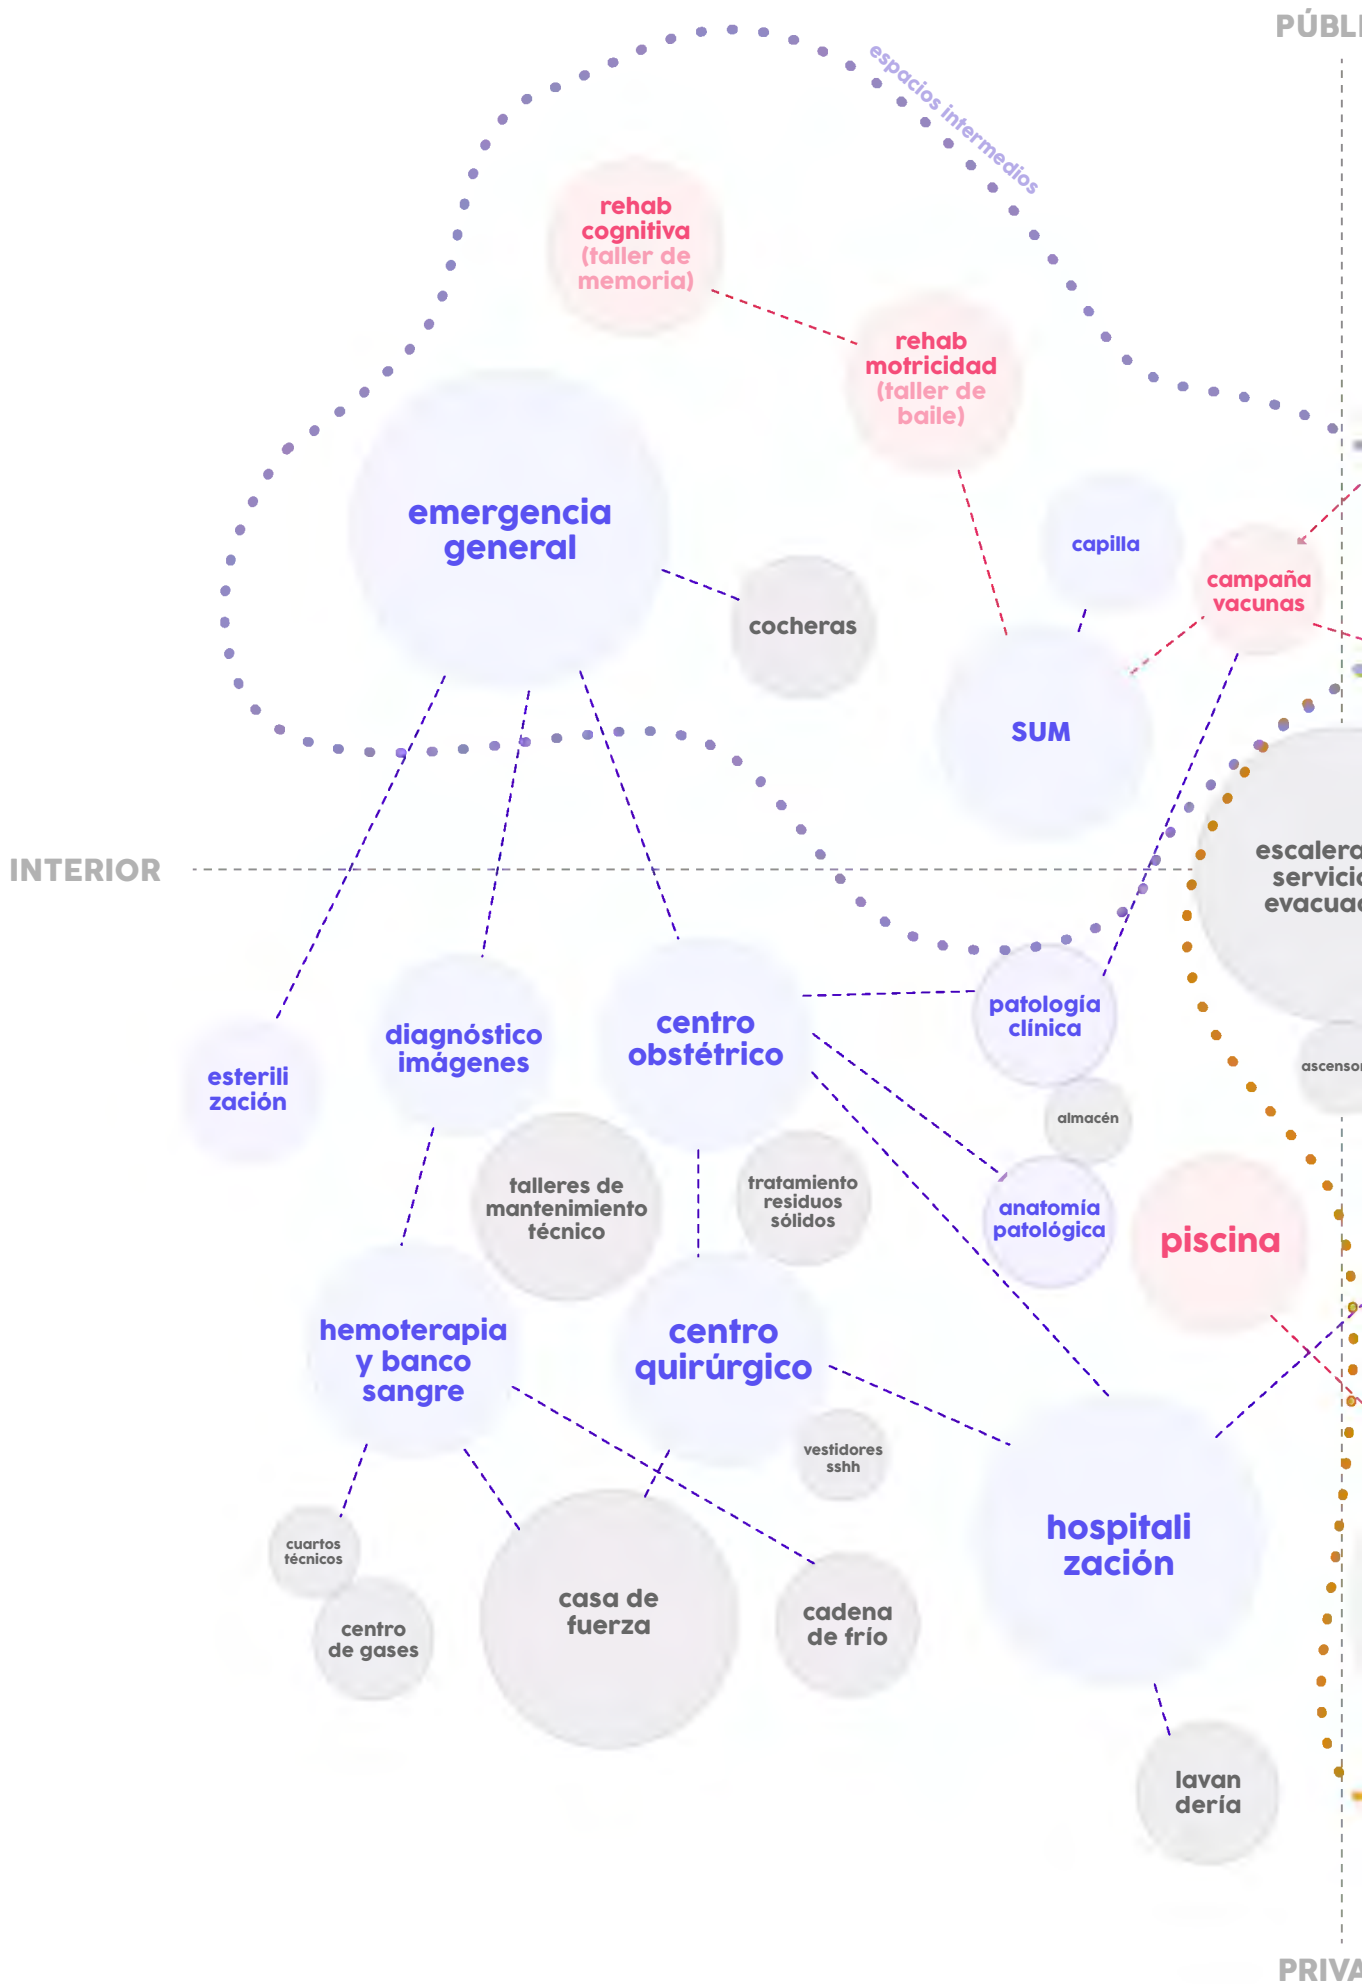 PÚBLI
espacios intermedios
rehab
cognitiva
(taller de
memoria)
rehab
motricidad
(taller de
baile)
emergencia
general
capilla
campaña
vacunas
cocheras
SUM
INTERIOR
escalera
servicio
evacuac
patología
clínica
centro
obstétrico
diagnóstico
imágenes
esterili
zación
ascensor
almacén
talleres de
mantenimiento
técnico
tratamiento
residuos
sólidos
anatomía
patológica
piscina
hemoterapia
y banco
sangre
centro
quirúrgico
vestidores
sshh
hospitali
zación
cuartos
técnicos
centro
de gases
casa de
fuerza
cadena
de frío
lavan
dería
PRIVA